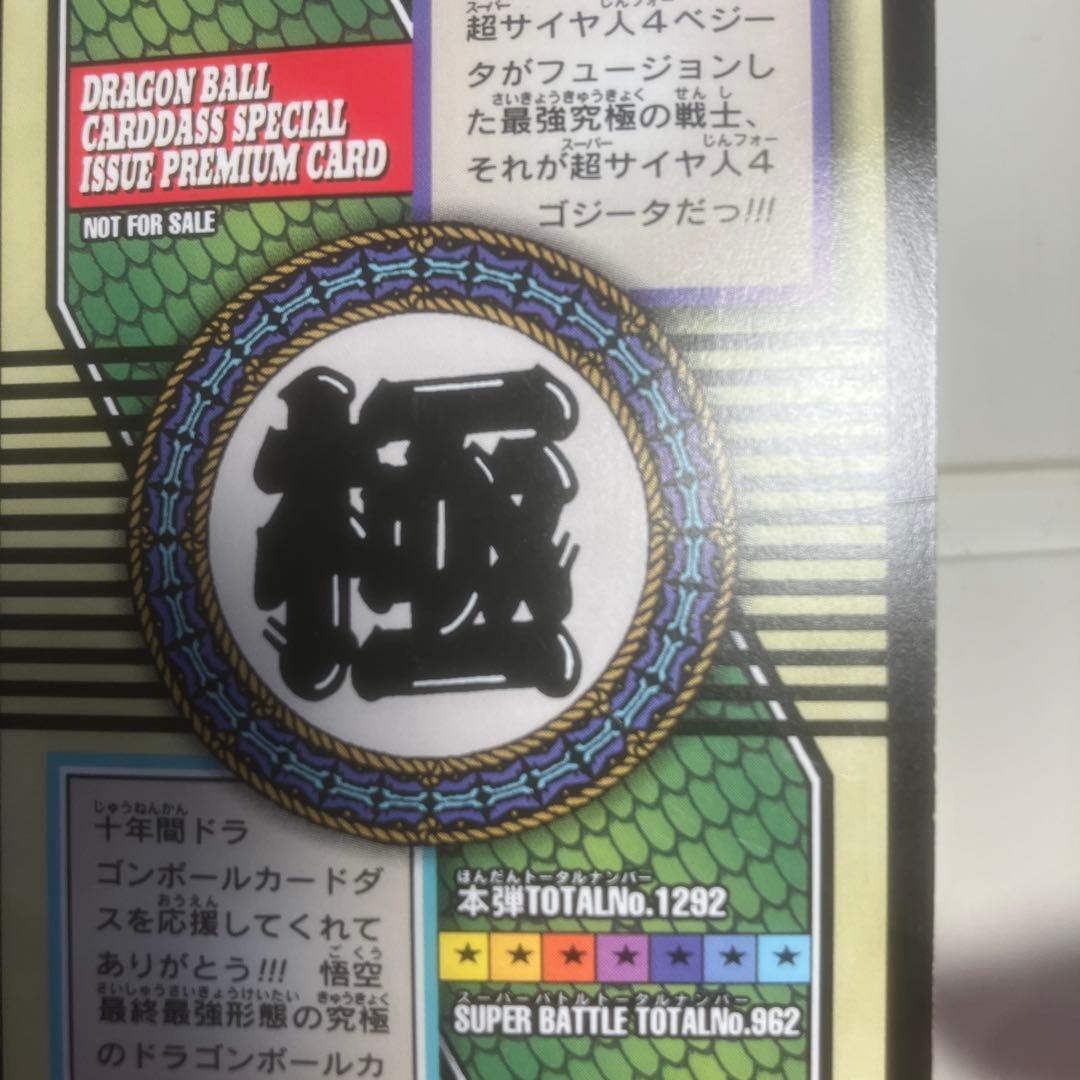 DRAGON BALL
CARDDASS SPECIAL
ISSUE PREMIUM CARD
NOT FOR SALE
スーパー じんフォー
超サイヤ人4ベジー
タがフュージョンし
さいきょうきゅうきょく せんし
た最強究極の戦士、
スーパー じんフォー
それが超サイヤ人4
ゴジータだっ!!!
極
じゅうねんかん
十年間ドラ
ゴンボールカードダ
おうえん
スを応援してくれて
ごくう
ありがとう!!! 悟空
さいしゅうさいきょうけいたい きゅうきょく
最終最強形態の究極
のドラゴンボールカ
ほんだんトータルナンバー
本弾TOTALNo.1292
スーパーバトルトータルナンバー
SUPER BATTLE TOTALNo.962